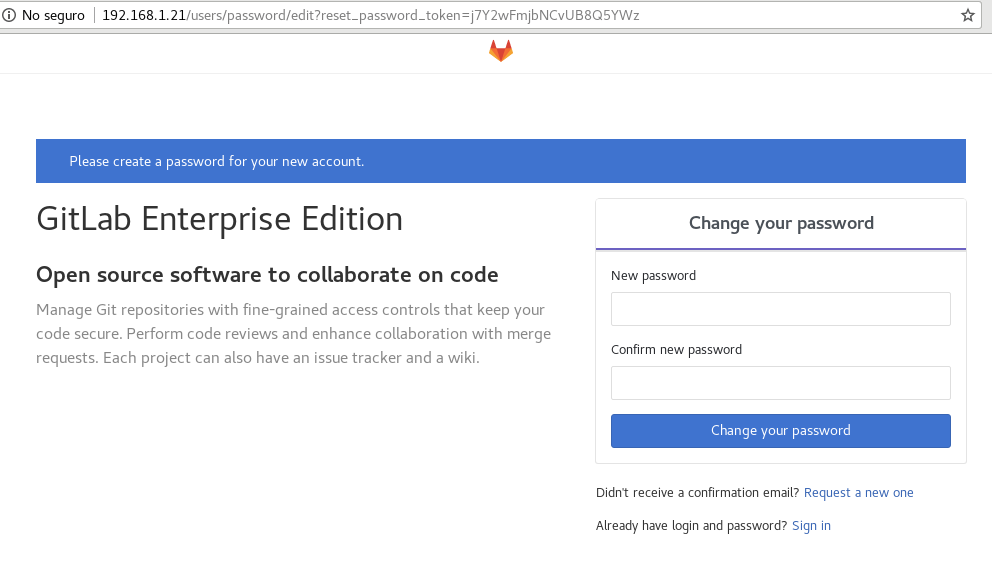 No seguro 192.168.1.21/users/password/edit?reset_password_token=j7Y2wFmjbNCvUB8Q5YWz
Please create a password for your new account.
GitLab Enterprise Edition
Open source software to collaborate on code
Manage Git repositories with fine-grained access controls that keep your
code secure. Perform code reviews and enhance collaboration with merge
requests. Each project can also have an issue tracker and a wiki.
Change your password
New password
Confirm new password
Change your password
Didn't receive a confirmation email? Request a new one
Already have login and password? Sign in